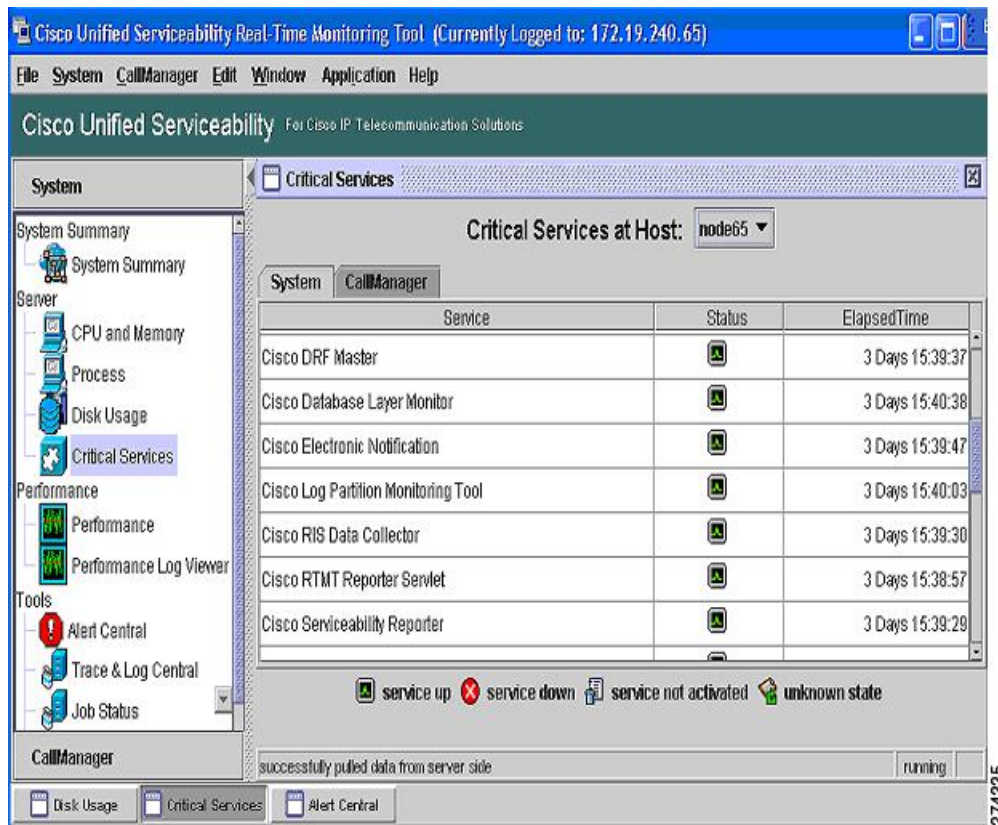 Cisco Unified Serviceability Real-Time Monitoring Tool (Currently Logged to: 172.19.240.65)
File System CallManager Edit Window Application Help
Cisco Unified Serviceability For Cisco IP Telecommunication Solutions
System
System Summary
System Summary
Server
CPU and Memory
Process
Disk Usage
Critical Services
Performance
Performance
Performance Log Viewer
Tools
Alert Central
Trace & Log Central
Job Status
CallManager
Critical Services
Critical Services at Host: node65
System CallManager
Service Status ElapsedTime
Cisco DRF Master 3 Days 15:39:37
Cisco Database Layer Monitor 3 Days 15:40:38
Cisco Electronic Notification 3 Days 15:39:47
Cisco Log Partition Monitoring Tool 3 Days 15:40:03
Cisco RIS Data Collector 3 Days 15:39:30
Cisco RTMT Reporter Servlet 3 Days 15:38:57
Cisco Serviceability Reporter 3 Days 15:39:29
service up service down service not activated unknown state
successfully pulled data from server side running
Disk Usage Critical Services Alert Central